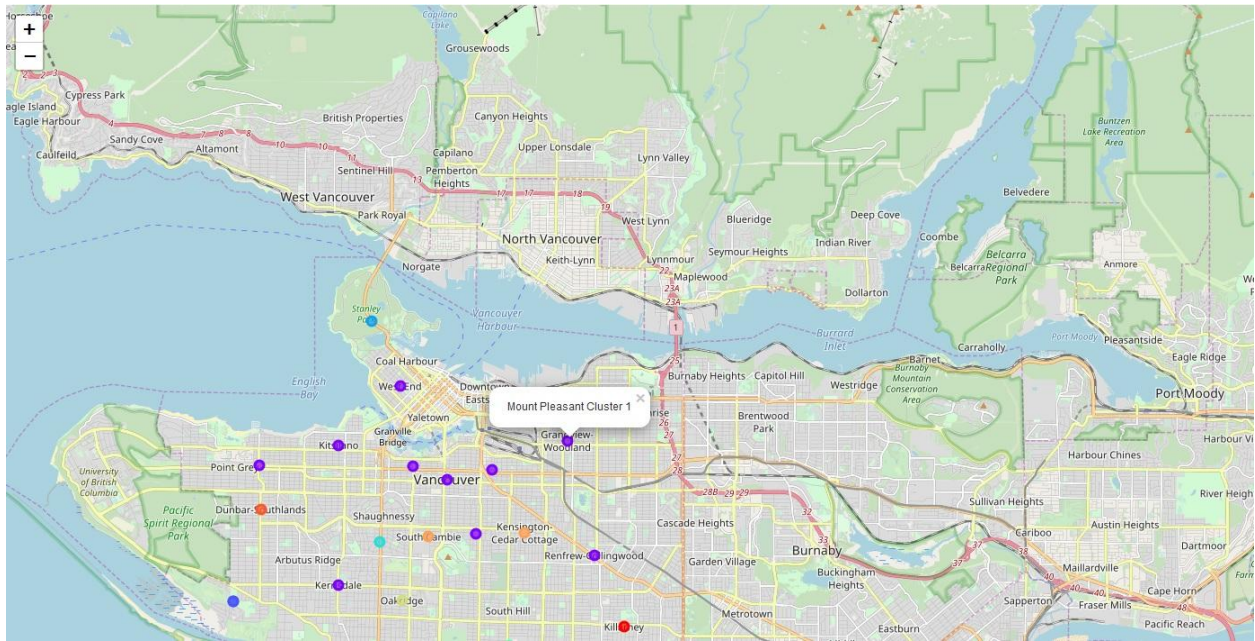 +
−
Grousewoods
Capilano
Lake
Cypress Park
British Properties
Canyon Heights
Eagle Island
Eagle Harbour
Sandy Cove
Altamont
Upper Lonsdale
Buntzen
Lake Recreation
Area
Caulfeild
Sentinel Hill
Capilano
Pemberton
Heights
Lynn Valley
West Vancouver
Park Royal
West Lynn
Blueridge
Deep Cove
Belvedere
North Vancouver
Keith-Lynn
Lynnmour
Seymour Heights
Indian River
Coombe
Belcarra
Belcarra
Regional
Park
Anmore
Norgate
Maplewood
Dollarton
Stanley
Vancouver
Harbour
1
Burrard
Inlet
Carraholly
Port Moody
Pleasantside
Coal Harbour
English
Bay
West End
Downtown
Burnaby Heights
Capitol Hill
Westridge
Barnet
Burnaby
Mountain
Conservation
Area
Eagle Ridge
Port Moody
Mount Pleasant Cluster 1
×
Yaletown
Granville
Bridge
Brentwood
Park
Kitsilano
Grandview-
Woodland
Point Grey
University
of British
Columbia
Vancouver
Harbour Chines
Pacific
Spirit Regional
Park
Dunbar-Southlands
Shaughnessy
Sullivan Heights
River Heigh
Cascade Heights
Cariboo
Austin Heights
South Cambie
Kensington-
Cedar Cottage
Arbutus Ridge
Renfrew-Collingwood
Garden Village
Burnaby
Dartmoor
Maillardville
Kerrisdale
Buckingham
Heights
Cape Horn
Oakridge
South Hill
Metrotown
Sapperton
Fraser Mills
Killarney
Eastburn
Pacific Reach